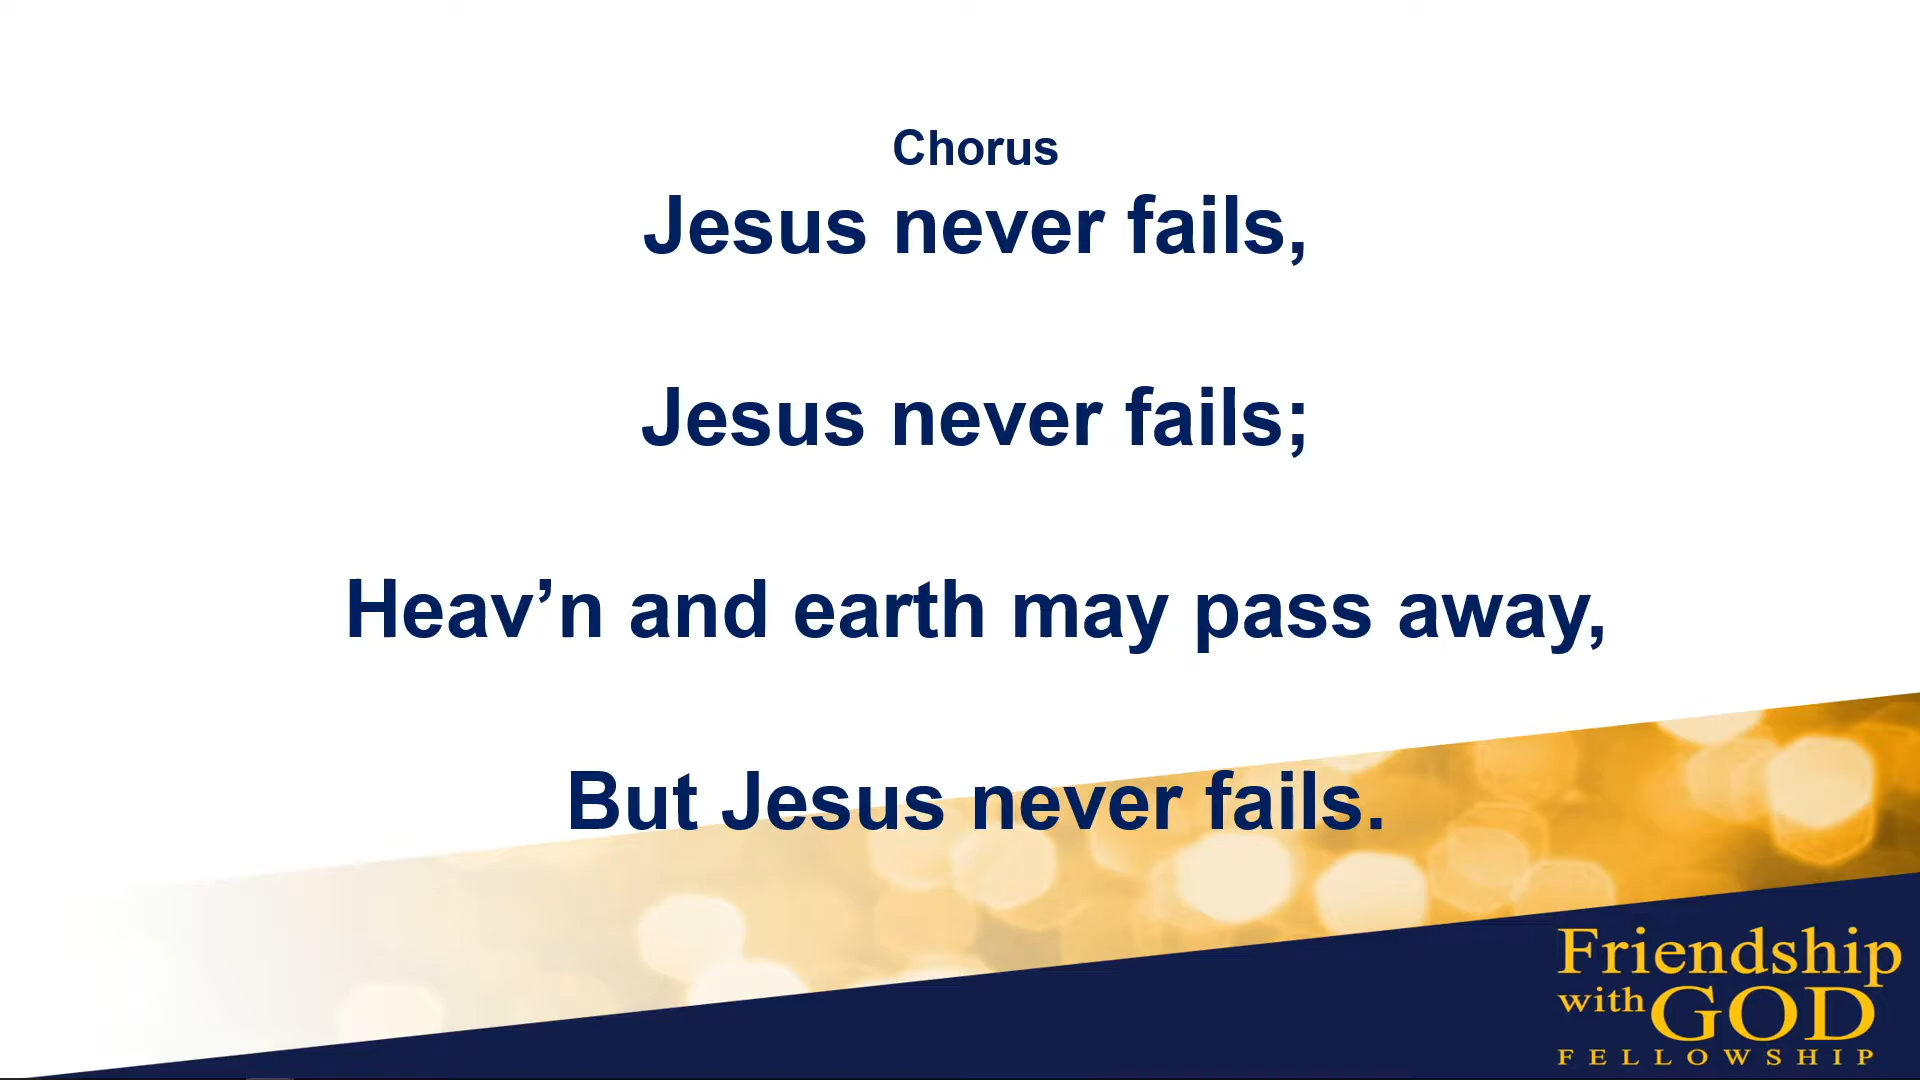 Chorus
Jesus never fails,
Jesus never fails;
Heav’n and earth may pass away,
But Jesus never fails.
Friendship
with GOD
FELLOWSHIP